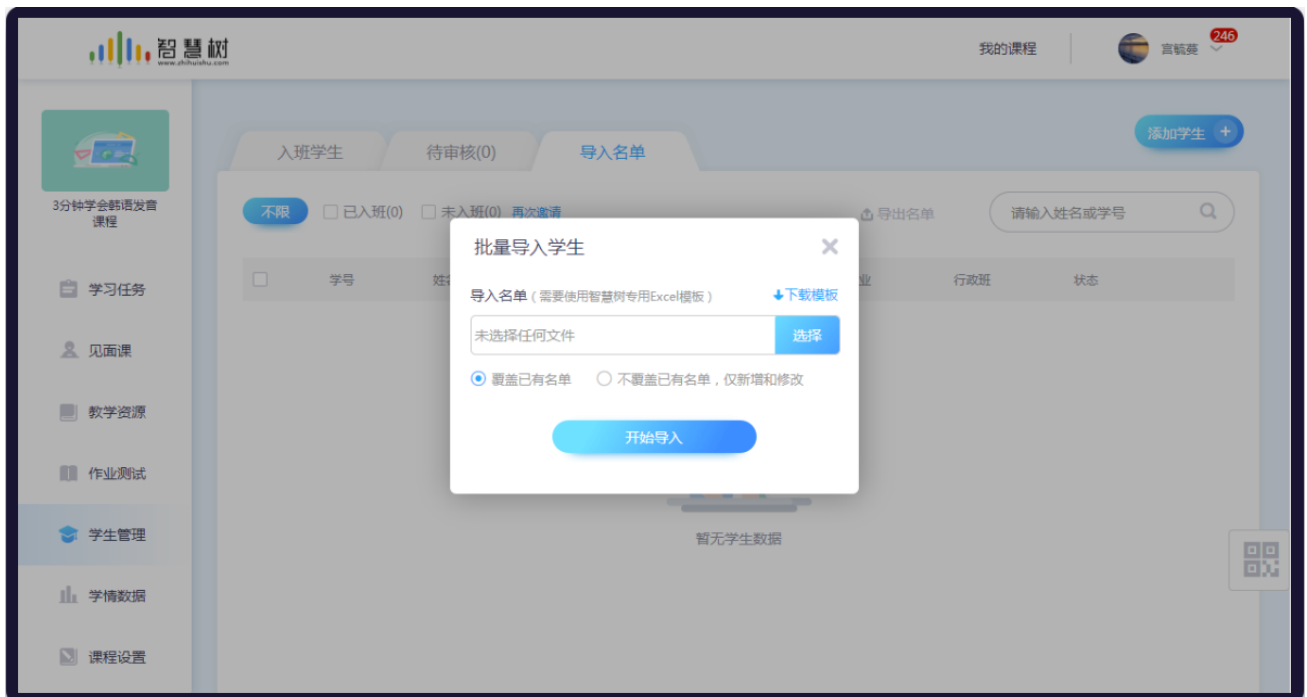 智慧树
www.zhihuishu.com
我的课程
宫毓蔓
246
3分钟学会韩语发音
课程
学习任务
见面课
教学资源
作业测试
学生管理
学情数据
课程设置
入班学生
待审核(0)
导入名单
添加学生 +
不限
已入班(0)
未入班(0)
再次邀请
导出名单
请输入姓名或学号
学号
业
行政班
状态
批量导入学生
导入名单（需要使用智慧树专用Excel模板）
下载模板
未选择任何文件
选择
覆盖已有名单
不覆盖已有名单，仅新增和修改
开始导入
暂无学生数据